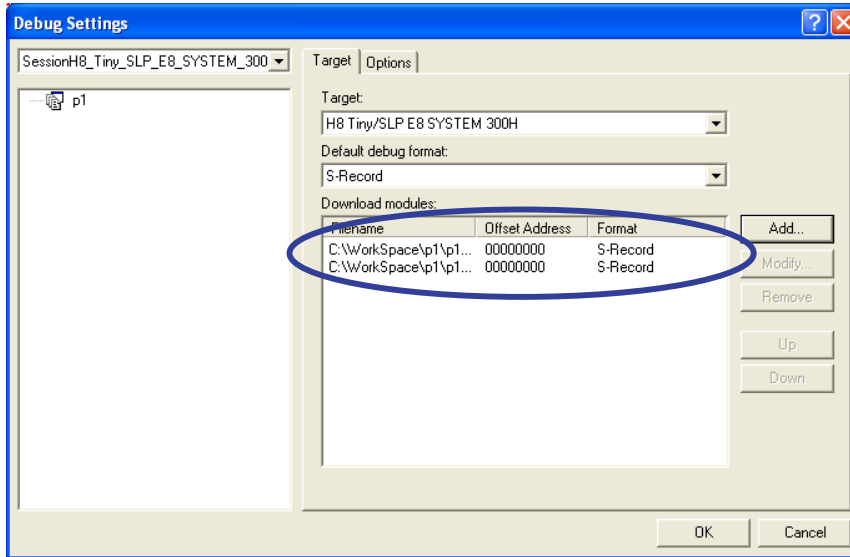 Debug Settings
SessionH8_Tiny_SLP_E8_SYSTEM_300
p1
Target Options
Target:
H8 Tiny/SLP E8 SYSTEM 300H
Default debug format:
S-Record
Download modules:
Filename Offset Address Format
C:\WorkSpace\p1\p1... 00000000 S-Record
C:\WorkSpace\p1\p1... 00000000 S-Record
Add...
Modify...
Remove
Up
Down
OK Cancel